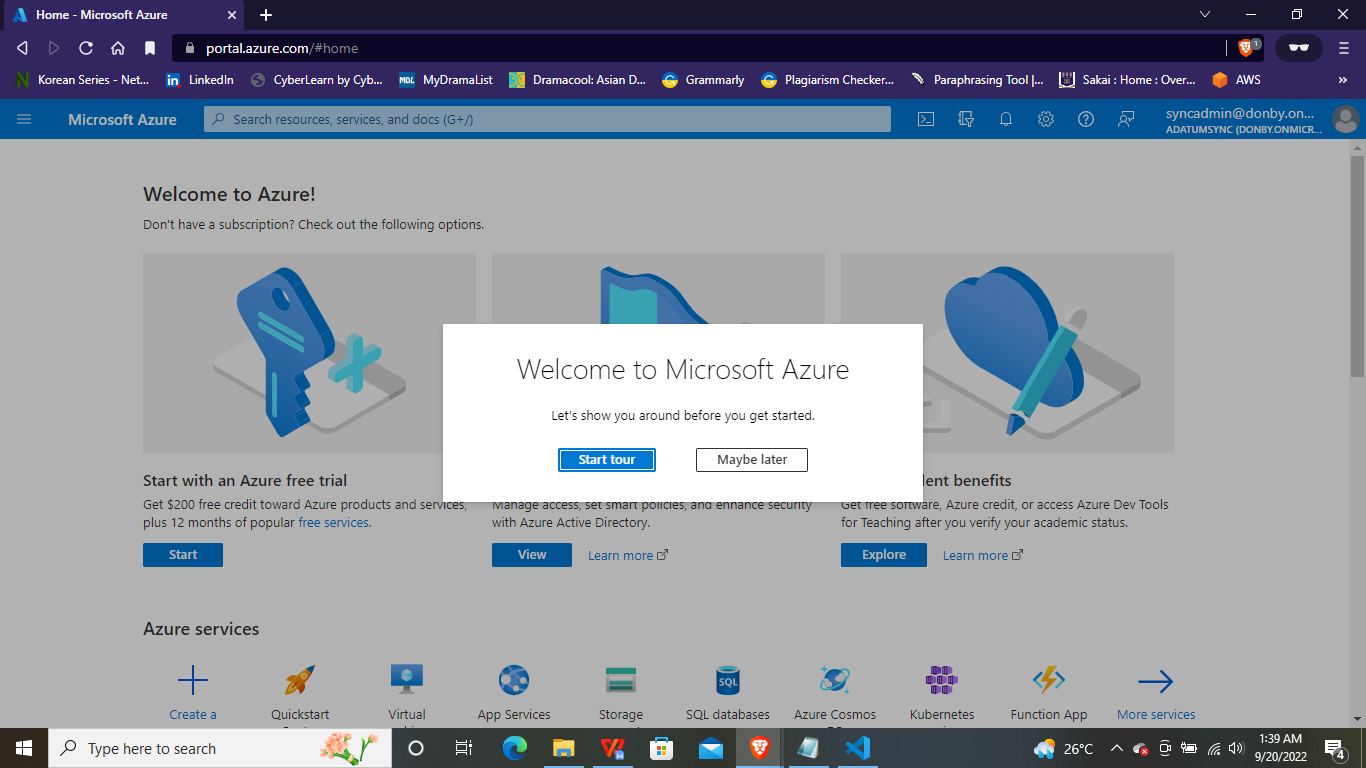 Home - Microsoft Azure
portal.azure.com/#home
1
Korean Series - Net...
LinkedIn
CyberLearn by Cyb...
MDL MyDramaList
Dramacool: Asian D...
Grammarly
Plagiarism Checker...
Paraphrasing Tool |...
Sakai : Home : Over...
AWS
»
Microsoft Azure
Search resources, services, and docs (G+/)
syncadmin@donby.on...
ADATUMSYNC (DONBY.ONMICR...
Welcome to Azure!
Don't have a subscription? Check out the following options.
Welcome to Microsoft Azure
Let's show you around before you get started.
Start tour
Maybe later
Start with an Azure free trial
Get $200 free credit toward Azure products and services,
plus 12 months of popular free services.
Start
Manage access, set smart policies, and enhance security
with Azure Active Directory.
View
Learn more
benefits
Get free software, Azure credit, or access Azure Dev Tools
for Teaching after you verify your academic status.
Explore
Learn more
Azure services
Create a
Quickstart
Virtual
App Services
Storage
SQL
SQL databases
Azure Cosmos
Kubernetes
Function App
More services
Type here to search
26°C
1:39 AM
9/20/2022
4